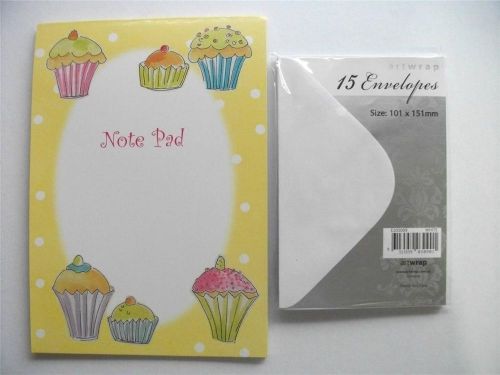 Note Pad
artwrap
15 Envelopes
Size: 101 x 151mm
artwrap